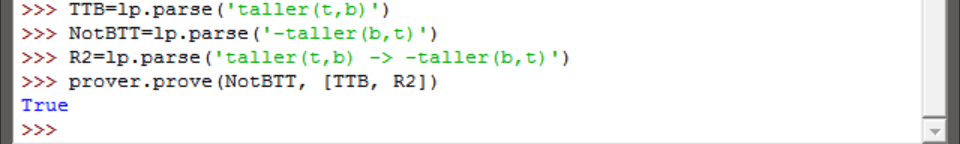 >>> TTB=lp.parse('taller(t,b)')
>>> NotBTT=lp.parse('-taller(b,t)')
>>> R2=lp.parse('taller(t,b) -> -taller(b,t)')
>>> prover.prove(NotBTT, [TTB, R2])
True
>>>